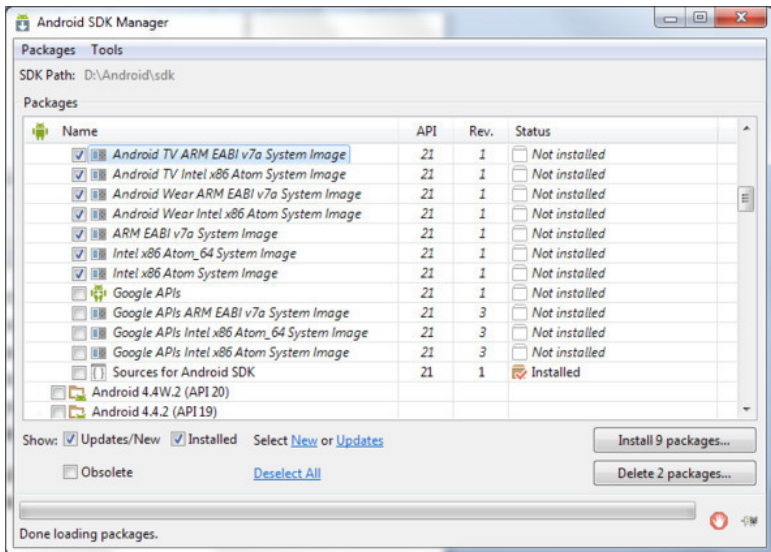 Android SDK Manager
Packages Tools
SDK Path: D:\Android\sdk
Packages
Name API Rev. Status
Android TV ARM EABI v7a System Image 21 1 Not installed
Android TV Intel x86 Atom System Image 21 1 Not installed
Android Wear ARM EABI v7a System Image 21 1 Not installed
Android Wear Intel x86 Atom System Image 21 1 Not installed
ARM EABI v7a System Image 21 1 Not installed
Intel x86 Atom_64 System Image 21 1 Not installed
Intel x86 Atom System Image 21 1 Not installed
Google APIs 21 1 Not installed
Google APIs ARM EABI v7a System Image 21 3 Not installed
Google APIs Intel x86 Atom_64 System Image 21 3 Not installed
Google APIs Intel x86 Atom System Image 21 3 Not installed
Sources for Android SDK 21 1 Installed
Android 4.4W.2 (API 20)
Android 4.4.2 (API 19)
Show: Updates/New Installed Select New or Updates Install 9 packages...
Obsolete Deselect All Delete 2 packages...
Done loading packages.